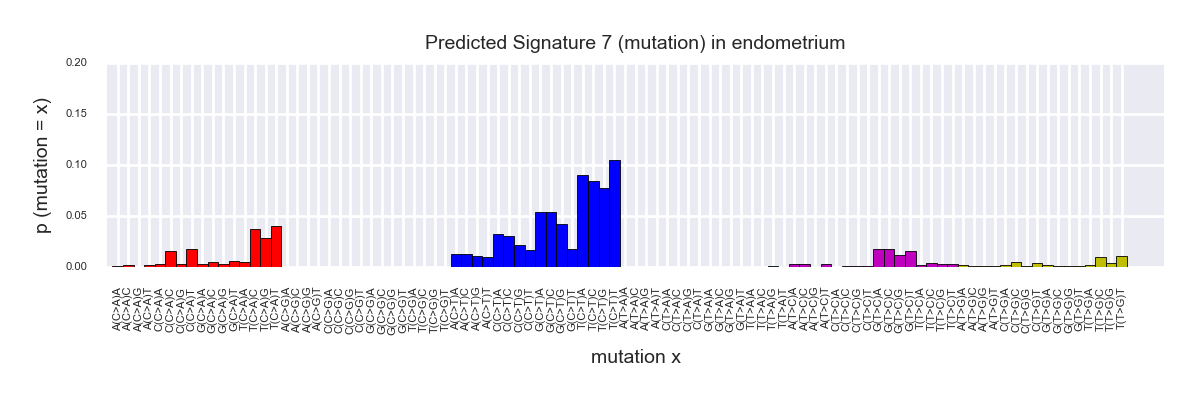 Predicted Signature 7 (mutation) in endometrium
p (mutation = x)
0.20
0.15
0.10
0.05
0.00
A(C>A)A
A(C>A)C
A(C>A)G
A(C>A)T
C(C>A)A
C(C>A)C
C(C>A)G
C(C>A)T
G(C>A)A
G(C>A)C
G(C>A)G
G(C>A)T
T(C>A)A
T(C>A)C
T(C>A)G
T(C>A)T
A(C>G)A
A(C>G)C
A(C>G)G
A(C>G)T
C(C>G)A
C(C>G)C
C(C>G)G
C(C>G)T
G(C>G)A
G(C>G)C
G(C>G)G
G(C>G)T
T(C>G)A
T(C>G)C
T(C>G)G
T(C>G)T
A(C>T)A
A(C>T)C
A(C>T)G
A(C>T)T
C(C>T)A
C(C>T)C
C(C>T)G
C(C>T)T
G(C>T)A
G(C>T)C
G(C>T)G
G(C>T)T
T(C>T)A
T(C>T)C
T(C>T)G
T(C>T)T
A(T>A)A
A(T>A)C
A(T>A)G
A(T>A)T
C(T>A)A
C(T>A)C
C(T>A)G
C(T>A)T
G(T>A)A
G(T>A)C
G(T>A)G
G(T>A)T
T(T>A)A
T(T>A)C
T(T>A)G
T(T>A)T
A(T>C)A
A(T>C)C
A(T>C)G
A(T>C)T
C(T>C)A
C(T>C)C
C(T>C)G
C(T>C)T
G(T>C)A
G(T>C)C
G(T>C)G
G(T>C)T
T(T>C)A
T(T>C)C
T(T>C)G
T(T>C)T
A(T>G)A
A(T>G)C
A(T>G)G
A(T>G)T
C(T>G)A
C(T>G)C
C(T>G)G
C(T>G)T
G(T>G)A
G(T>G)C
G(T>G)G
G(T>G)T
T(T>G)A
T(T>G)C
T(T>G)G
T(T>G)T
mutation x